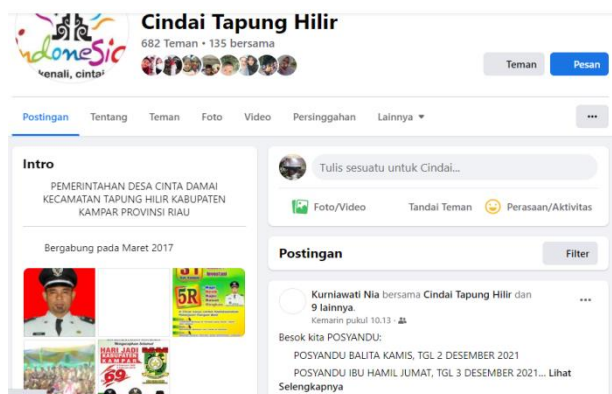 Indonesic
kenali, cintai
Cindai Tapung Hilir
682 Teman • 135 bersama
Teman
Pesan
Postingan
Tentang
Teman
Foto
Video
Persinggahan
Lainnya
Intro
PEMERINTAHAN DESA CINTA DAMAI
KECAMATAN TAPUNG HILIR KABUPATEN
KAMPAR PROVINSI RIAU
Bergabung pada Maret 2017
5R
HARI JADI
KABUPATEN
KAMPAR
69
Tulis sesuatu untuk Cindai...
Foto/Video
Tandai Teman
Perasaan/Aktivitas
Postingan
Filter
Kurniawati Nia bersama Cindai Tapung Hilir dan
9 lainnya.
Kemarin pukul 10.13 ·
Besok kita POSYANDU:
POSYANDU BALITA KAMIS, TGL 2 DESEMBER 2021
POSYANDU IBU HAMIL JUMAT, TGL 3 DESEMBER 2021... Lihat
Selengkapnya